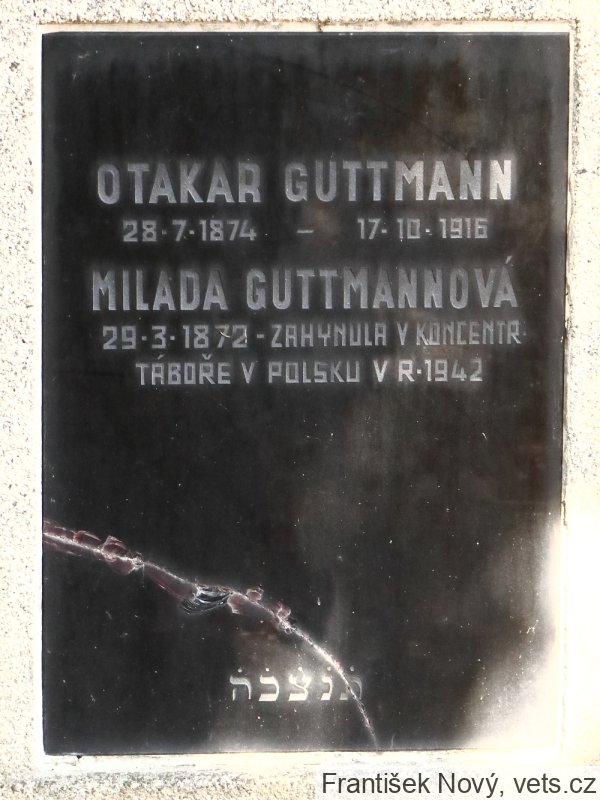 OTAKAR GUTTMANN
28·7·1874 – 17·10·1916
MILADA GUTTMANNOVÁ
29·3·1872 - ZAHYNULA V KONCENTR·
TÁBOŘE V POLSKU V R·1942
תנצבה
František Nový, vets.cz